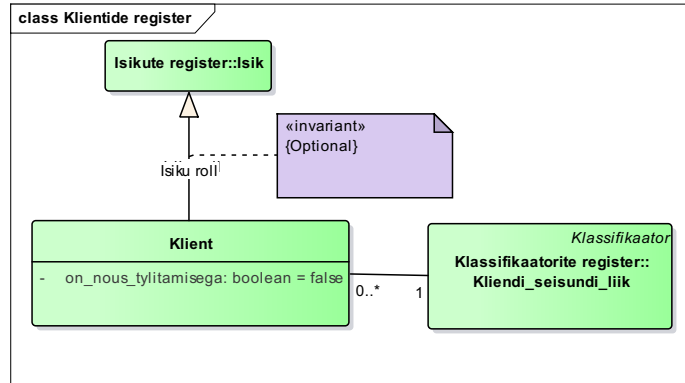 class Klientide register
Isikute register::Isik
«invariant»
{Optional}
Isiku roll
Klient
- on_nous_tylitamisega: boolean = false
0..*
1
Klassifikaator
Klassifikaatorite register::
Kliendi_seisundi_liik